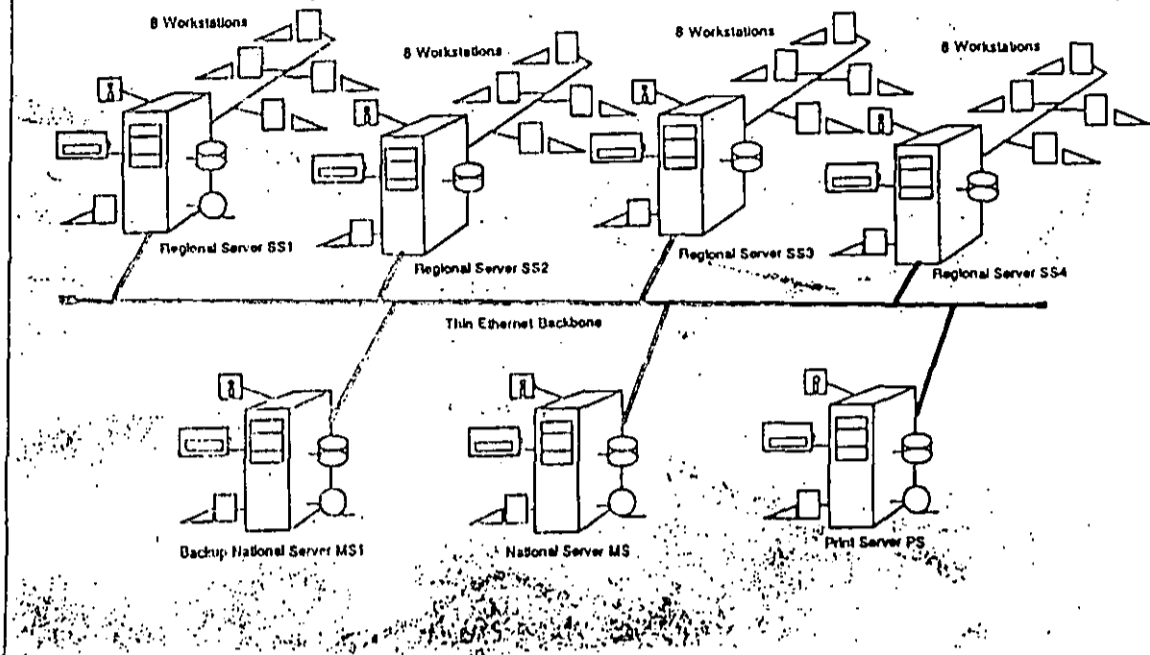 8 Workstations
8 Workstations
8 Workstations
8 Workstations
Regional Server SS1
Regional Server SS2
Regional Server SS3
Regional Server SS4
Thin Ethernet Backbone
Backup National Server MS1
National Server MS
Print Server PS